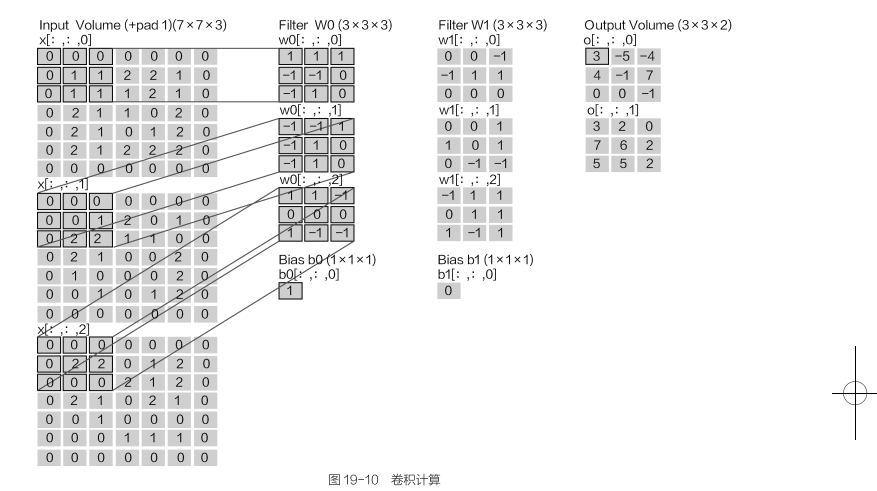 Input Volume (+pad 1)(7×7×3)
x[: ,: ,0]
0 0 0 0 0 0 0
0 1 1 2 2 1 0
0 1 1 1 2 1 0
0 2 1 1 0 2 0
0 2 1 0 1 2 0
0 2 1 2 2 2 0
0 0 0 0 0 0 0
x[: ,: ,1]
0 0 0 0 0 0 0
0 0 1 2 0 1 0
0 2 2 1 1 0 0
0 2 1 0 0 2 0
0 1 0 0 0 2 0
0 0 1 0 1 2 0
0 0 0 0 0 0 0
x[: ,: ,2]
0 0 0 0 0 0 0
0 2 2 0 1 2 0
0 0 0 2 1 2 0
0 2 1 0 2 1 0
0 0 1 0 0 0 0
0 0 0 1 1 1 0
0 0 0 0 0 0 0
Filter W0 (3×3×3)
w0[: ,: ,0]
1 1 1
−1 −1 0
−1 1 0
w0[: ,: ,1]
−1 −1 1
−1 1 0
−1 1 0
w0[: ,: ,2]
1 1 −1
0 0 0
1 −1 −1
Bias b0 (1×1×1)
b0[: ,: ,0]
1
Filter W1 (3×3×3)
w1[: ,: ,0]
0 0 −1
−1 1 1
0 0 0
w1[: ,: ,1]
0 0 1
1 0 1
0 −1 −1
w1[: ,: ,2]
−1 1 1
0 1 1
1 −1 1
Bias b1 (1×1×1)
b1[: ,: ,0]
0
Output Volume (3×3×2)
o[: ,: ,0]
3 −5 −4
4 −1 7
0 0 −1
o[: ,: ,1]
3 2 0
7 6 2
5 5 2
图 19-10 卷积计算